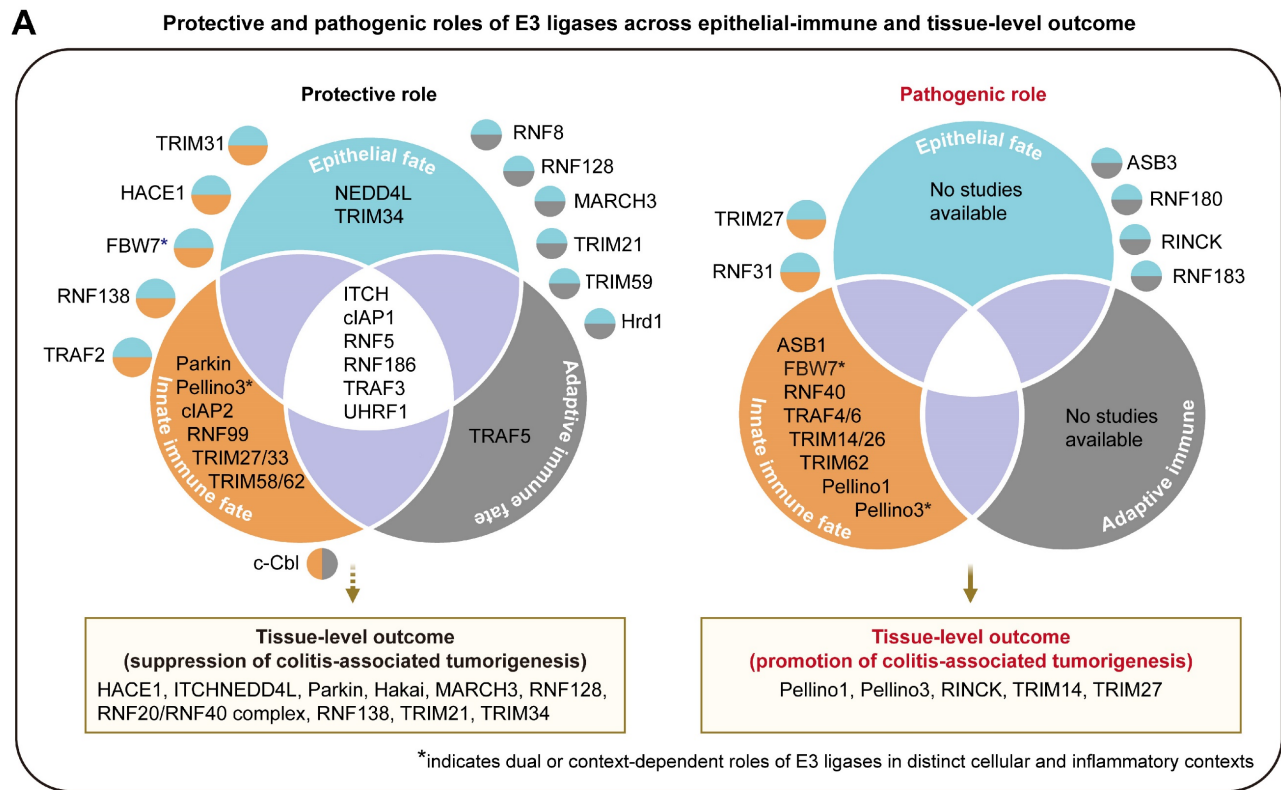 A
Protective and pathogenic roles of E3 ligases across epithelial-immune and tissue-level outcome
Protective role
TRIM31
HACE1
FBW7*
RNF138
TRAF2
Epithelial fate
NEDD4L
TRIM34
RNF8
RNF128
MARCH3
TRIM21
TRIM59
Hrd1
ITCH
cIAP1
RNF5
RNF186
TRAF3
UHRF1
Parkin
Pellino3*
cIAP2
RNF99
TRIM27/33
TRIM58/62
Innate immune fate
TRAF5
Adaptive immune fate
c-Cbl
Tissue-level outcome
(suppression of colitis-associated tumorigenesis)
HACE1, ITCHNEDD4L, Parkin, Hakai, MARCH3, RNF128,
RNF20/RNF40 complex, RNF138, TRIM21, TRIM34
Pathogenic role
TRIM27
RNF31
Epithelial fate
No studies
available
ASB3
RNF180
RINCK
RNF183
ASB1
FBW7*
RNF40
TRAF4/6
TRIM14/26
TRIM62
Pellino1
Pellino3*
Innate immune fate
No studies
available
Adaptive immune
Tissue-level outcome
(promotion of colitis-associated tumorigenesis)
Pellino1, Pellino3, RINCK, TRIM14, TRIM27
*indicates dual or context-dependent roles of E3 ligases in distinct cellular and inflammatory contexts